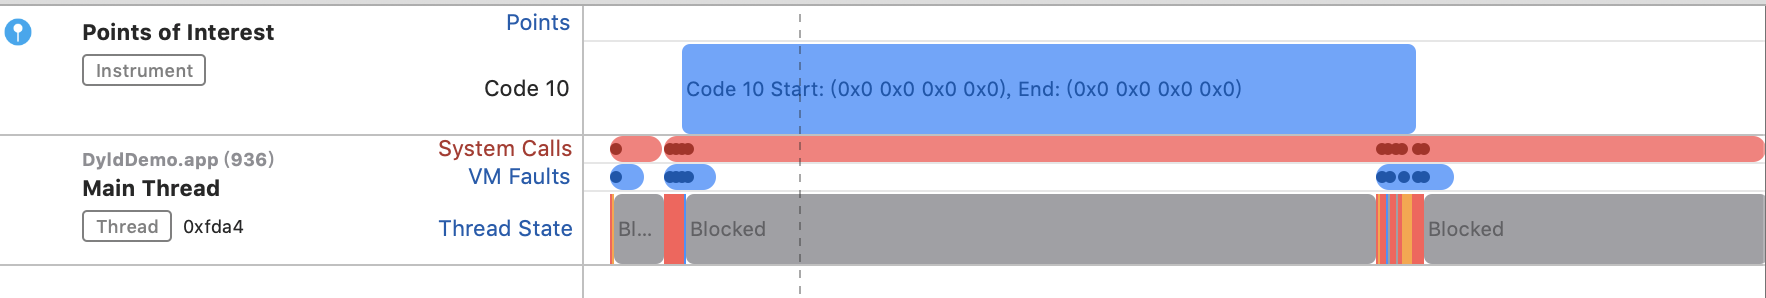 Points of Interest
Instrument
Points
Code 10
Code 10 Start: (0x0 0x0 0x0 0x0), End: (0x0 0x0 0x0 0x0)
DyldDemo.app (936)
Main Thread
Thread 0xfda4
System Calls
VM Faults
Thread State
Bl...
Blocked
Blocked